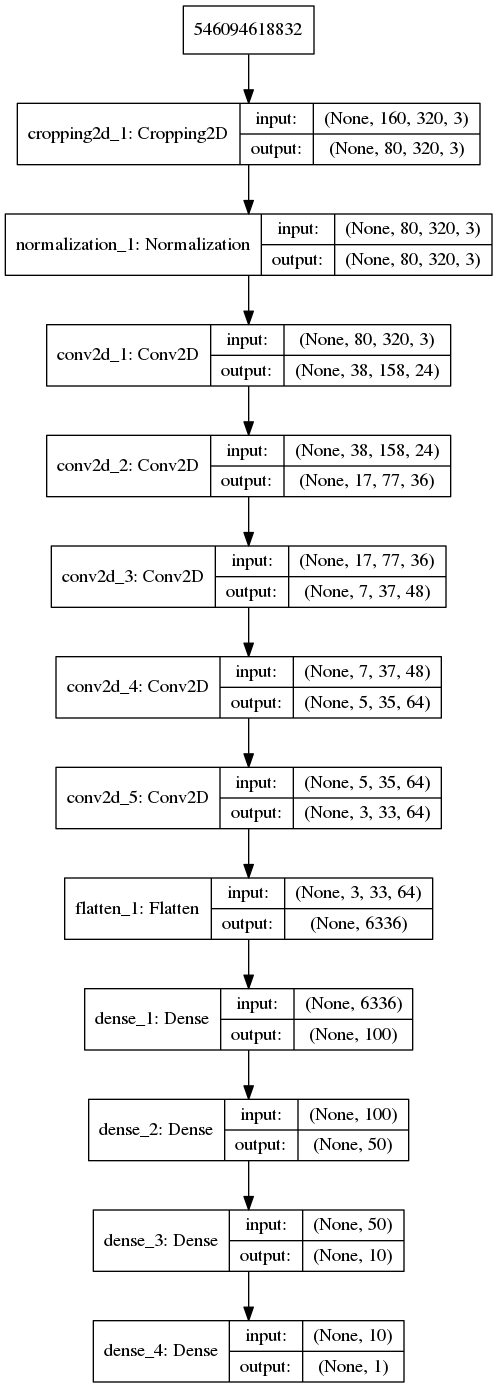 546094618832
cropping2d_1: Cropping2D
input:
(None, 160, 320, 3)
output:
(None, 80, 320, 3)
normalization_1: Normalization
input:
(None, 80, 320, 3)
output:
(None, 80, 320, 3)
conv2d_1: Conv2D
input:
(None, 80, 320, 3)
output:
(None, 38, 158, 24)
conv2d_2: Conv2D
input:
(None, 38, 158, 24)
output:
(None, 17, 77, 36)
conv2d_3: Conv2D
input:
(None, 17, 77, 36)
output:
(None, 7, 37, 48)
conv2d_4: Conv2D
input:
(None, 7, 37, 48)
output:
(None, 5, 35, 64)
conv2d_5: Conv2D
input:
(None, 5, 35, 64)
output:
(None, 3, 33, 64)
flatten_1: Flatten
input:
(None, 3, 33, 64)
output:
(None, 6336)
dense_1: Dense
input:
(None, 6336)
output:
(None, 100)
dense_2: Dense
input:
(None, 100)
output:
(None, 50)
dense_3: Dense
input:
(None, 50)
output:
(None, 10)
dense_4: Dense
input:
(None, 10)
output:
(None, 1)